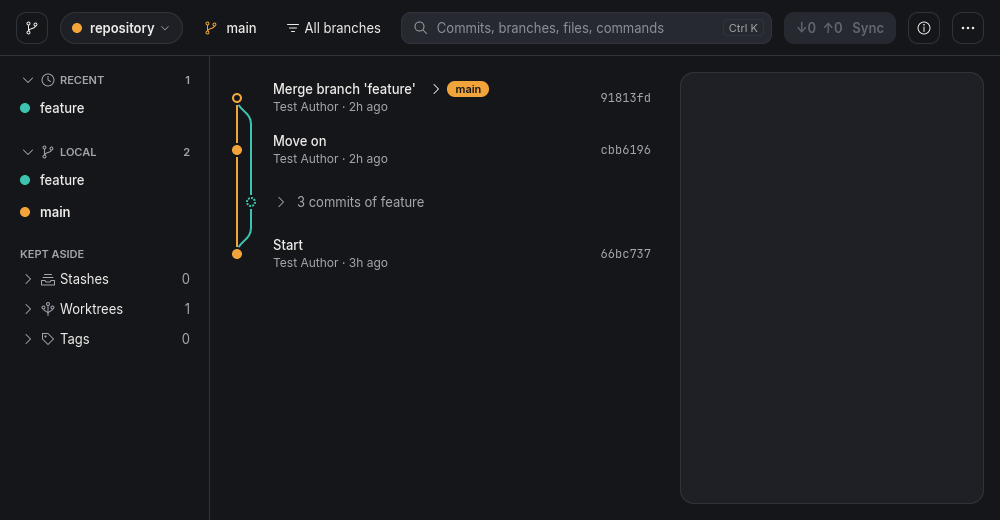 repository
main
All branches
Commits, branches, files, commands
Ctrl K
↓0 ↑0 Sync
RECENT 1
feature
LOCAL 2
feature
main
KEPT ASIDE
Stashes 0
Worktrees 1
Tags 0
Merge branch 'feature' main
Test Author · 2h ago
91813fd
Move on
Test Author · 2h ago
cbb6196
3 commits of feature
Start
Test Author · 3h ago
66bc737